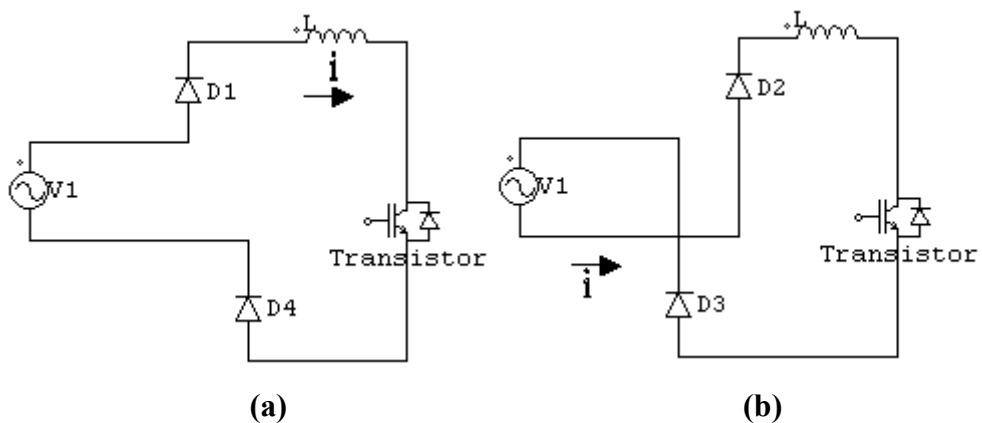 L
i
D1
V1
Transistor
D4
(a)
L
D2
V1
Transistor
i
D3
(b)